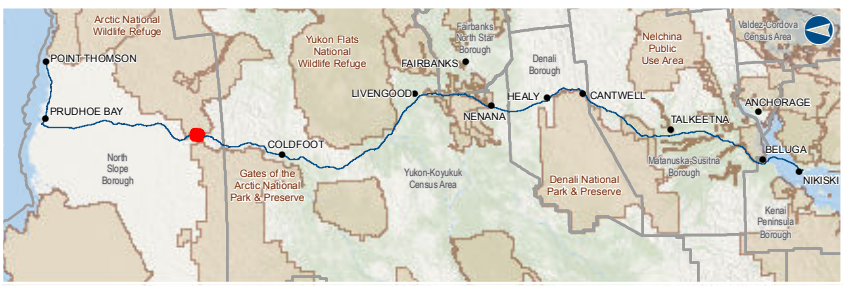 Arctic National
Wildlife Refuge
POINT THOMSON
PRUDHOE BAY
North
Slope
Borough
COLDFOOT
Gates of the
Arctic National
Park & Preserve
Yukon Flats
National
Wildlife Refuge
LIVENGOOD
FAIRBANKS
Fairbanks
North Star
Borough
NENANA
Yukon-Koyukuk
Census Area
HEALY
Denali
Borough
CANTWELL
Denali National
Park & Preserve
Nelchina
Public
Use Area
TALKEETNA
Matanuska-Susitna
Borough
Valdez-Cordova
Census Area
ANCHORAGE
BELUGA
NIKISKI
Kenai
Peninsula
Borough